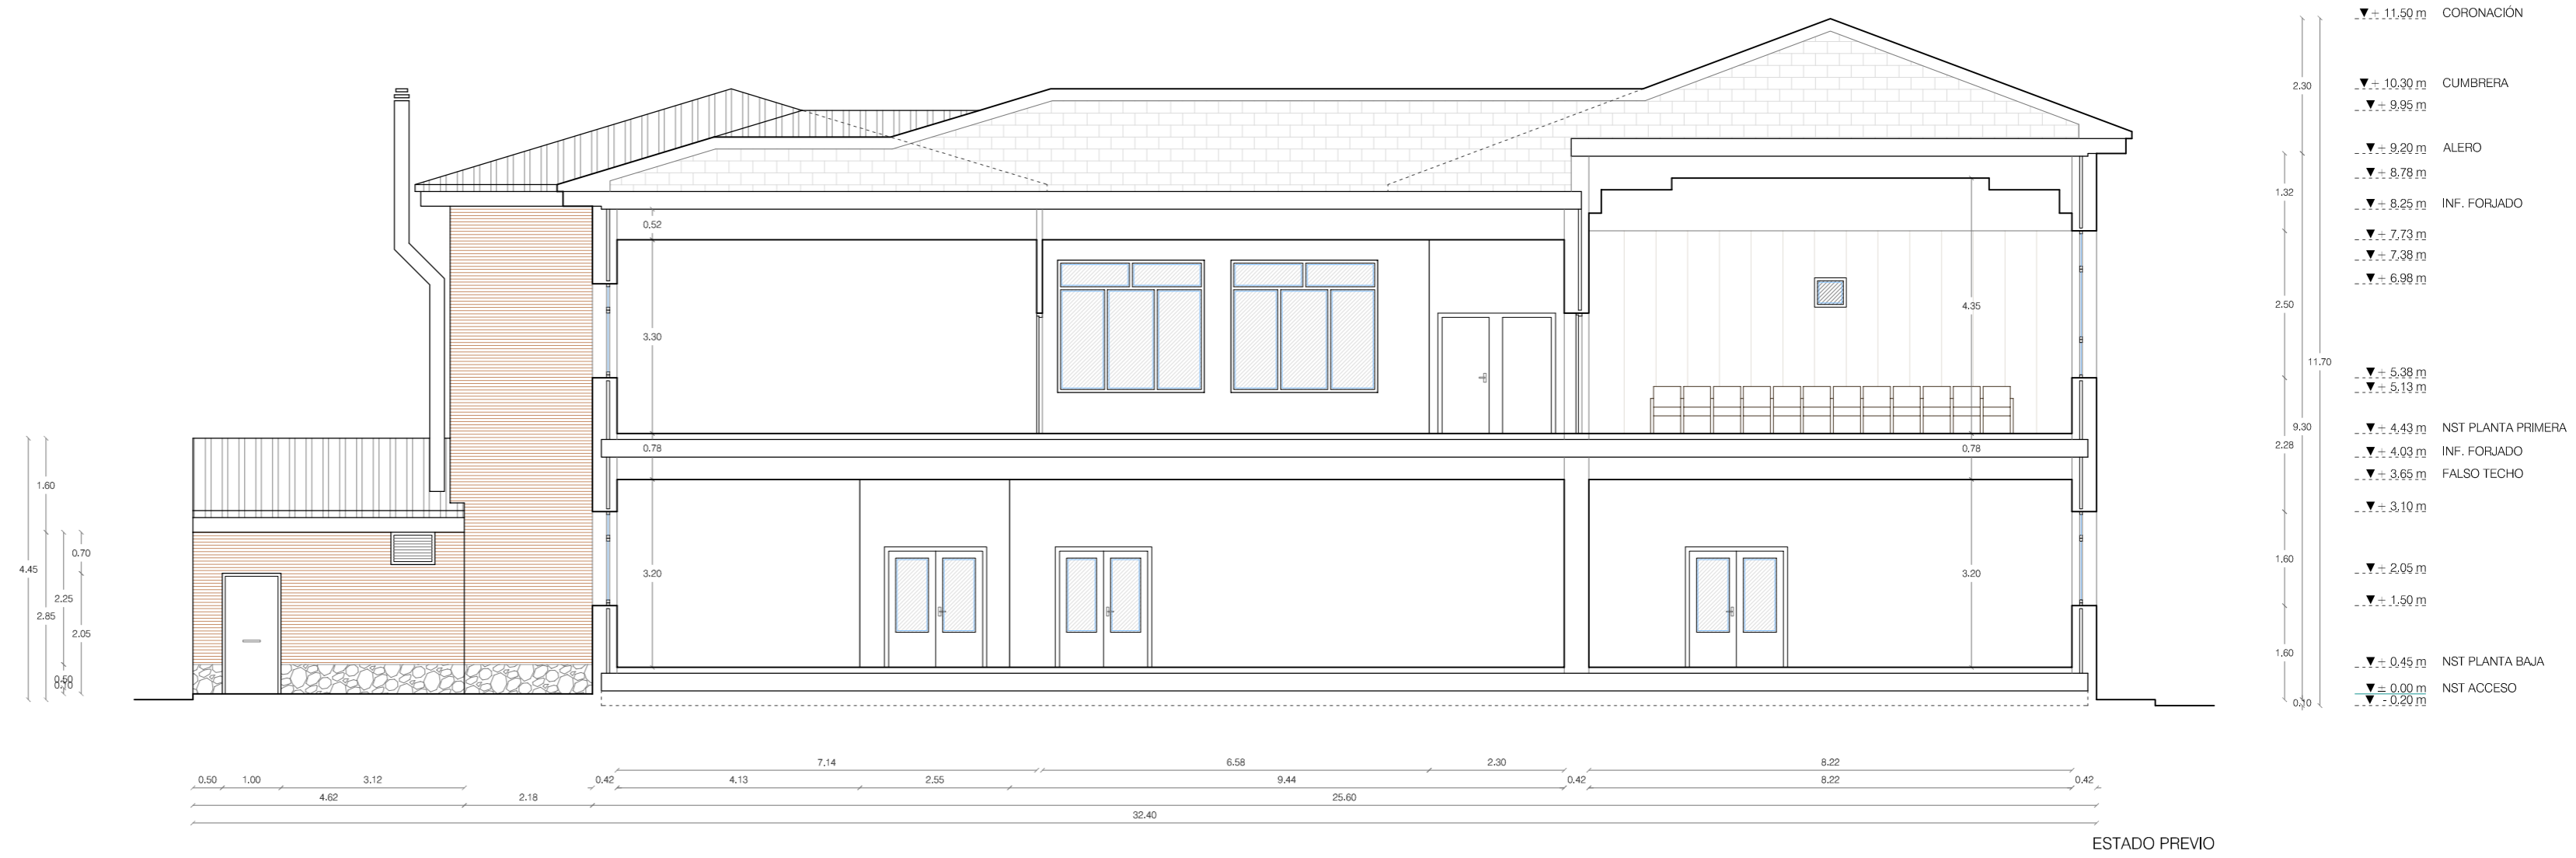 ▼+ 11.50 m CORONACIÓN
▼+ 10.30 m CUMBRERA
▼+ 9.95 m
▼+ 9.20 m ALERO
▼+ 8.78 m
▼+ 8.25 m INF. FORJADO
▼+ 7.73 m
▼+ 7.38 m
▼+ 6.98 m
▼+ 5.38 m
▼+ 5.13 m
▼+ 4.43 m NST PLANTA PRIMERA
▼+ 4.03 m INF. FORJADO
▼+ 3.65 m FALSO TECHO
▼+ 3.10 m
▼+ 2.05 m
▼+ 1.50 m
▼+ 0.45 m NST PLANTA BAJA
▼± 0.00 m NST ACCESO
▼ - 0.20 m
2.30
1.32
2.50
11.70
9.30
2.28
1.60
1.60
0.10
0.52
3.30
4.35
0.78
0.78
3.20
3.20
1.60
4.45
2.85
2.25
0.70
2.05
0.50
0.10
7.14 6.58 2.30 8.22
0.50 1.00 3.12 0.42 4.13 2.55 9.44 0.42 8.22 0.42
4.62 2.18 25.60
32.40
ESTADO PREVIO